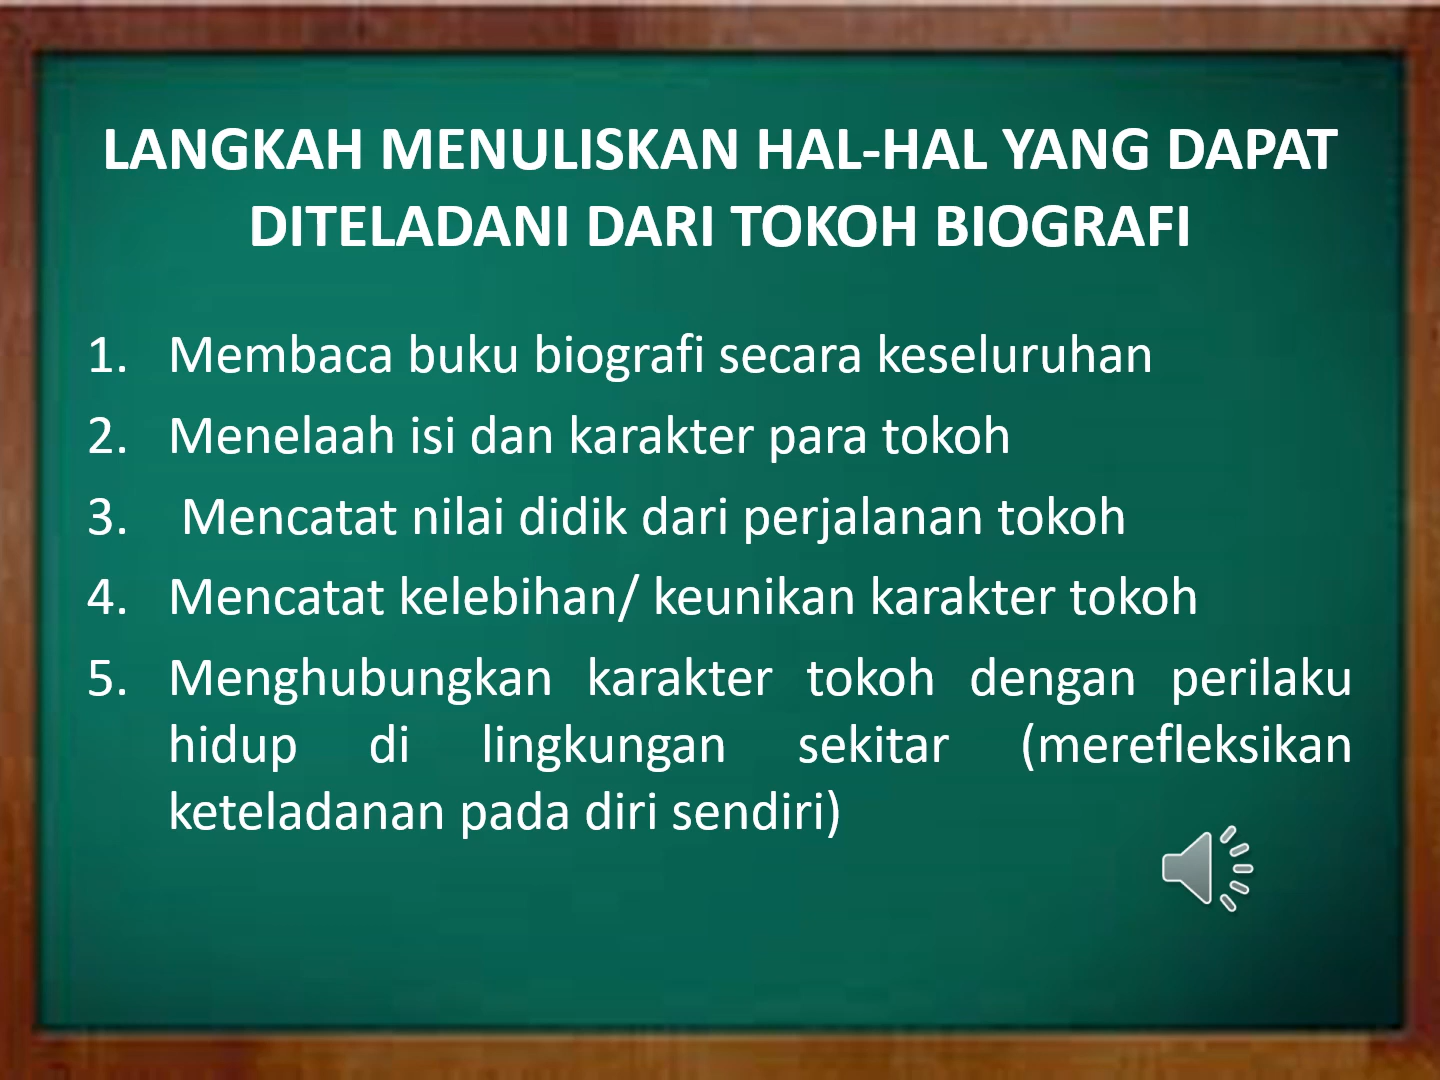 LANGKAH MENULISKAN HAL-HAL YANG DAPAT
DITELADANI DARI TOKOH BIOGRAFI
1. Membaca buku biografi secara keseluruhan
2. Menelaah isi dan karakter para tokoh
3. Mencatat nilai didik dari perjalanan tokoh
4. Mencatat kelebihan/ keunikan karakter tokoh
5. Menghubungkan karakter tokoh dengan perilaku
hidup di lingkungan sekitar (merefleksikan
keteladanan pada diri sendiri)